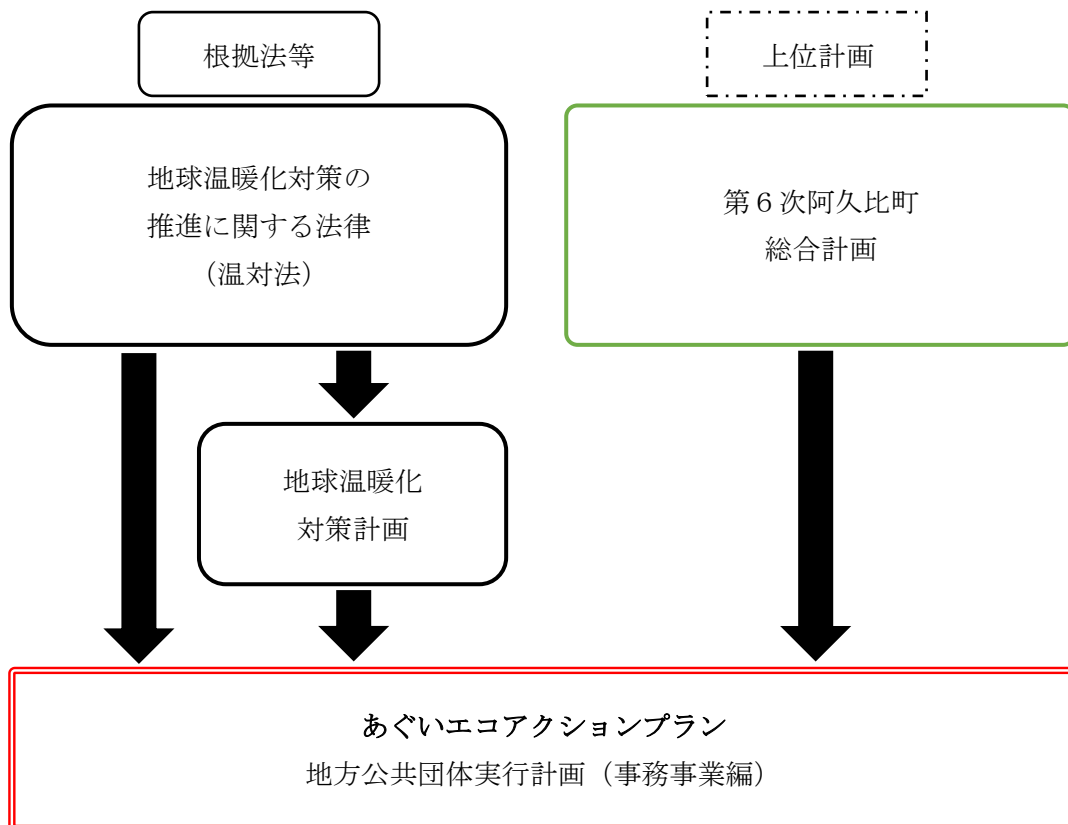 根拠法等
上位計画
地球温暖化対策の
推進に関する法律
（温対法）
第６次阿久比町
総合計画
地球温暖化
対策計画
あぐいエコアクションプラン
地方公共団体実行計画（事務事業編）